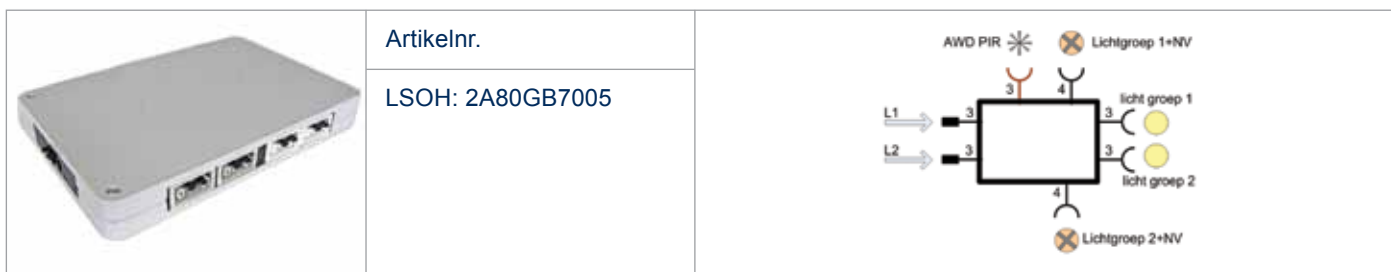 Artikelnr.
LSOH: 2A80GB7005
AWD PIR
Lichtgroep 1+NV
3
4
licht groep 1
L1
3
3
L2
3
3
licht groep 2
4
Lichtgroep 2+NV